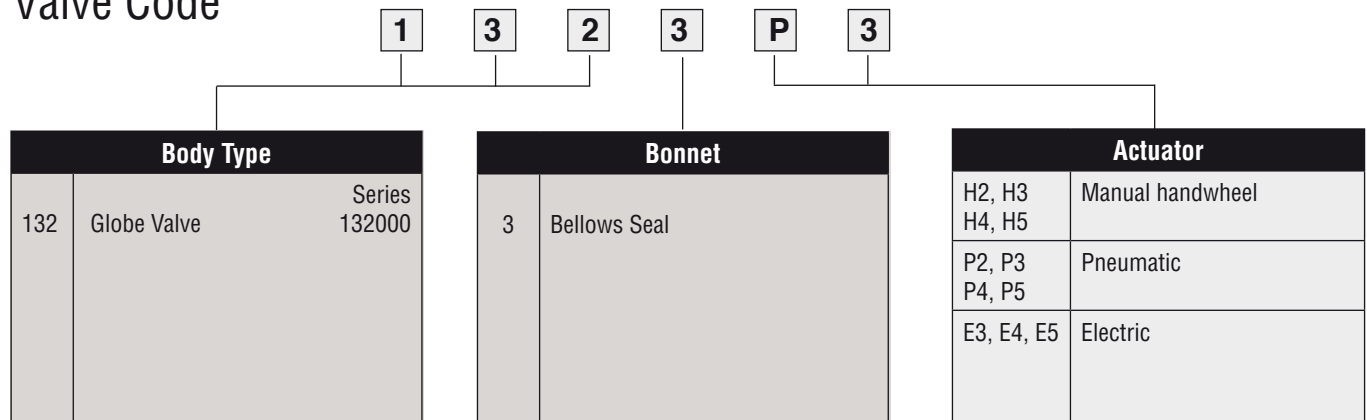 Valve Code
1 3 2 3 P 3
Body Type
Series
132 Globe Valve 132000
Bonnet
3 Bellows Seal
Actuator
H2, H3 Manual handwheel
H4, H5
P2, P3 Pneumatic
P4, P5
E3, E4, E5 Electric